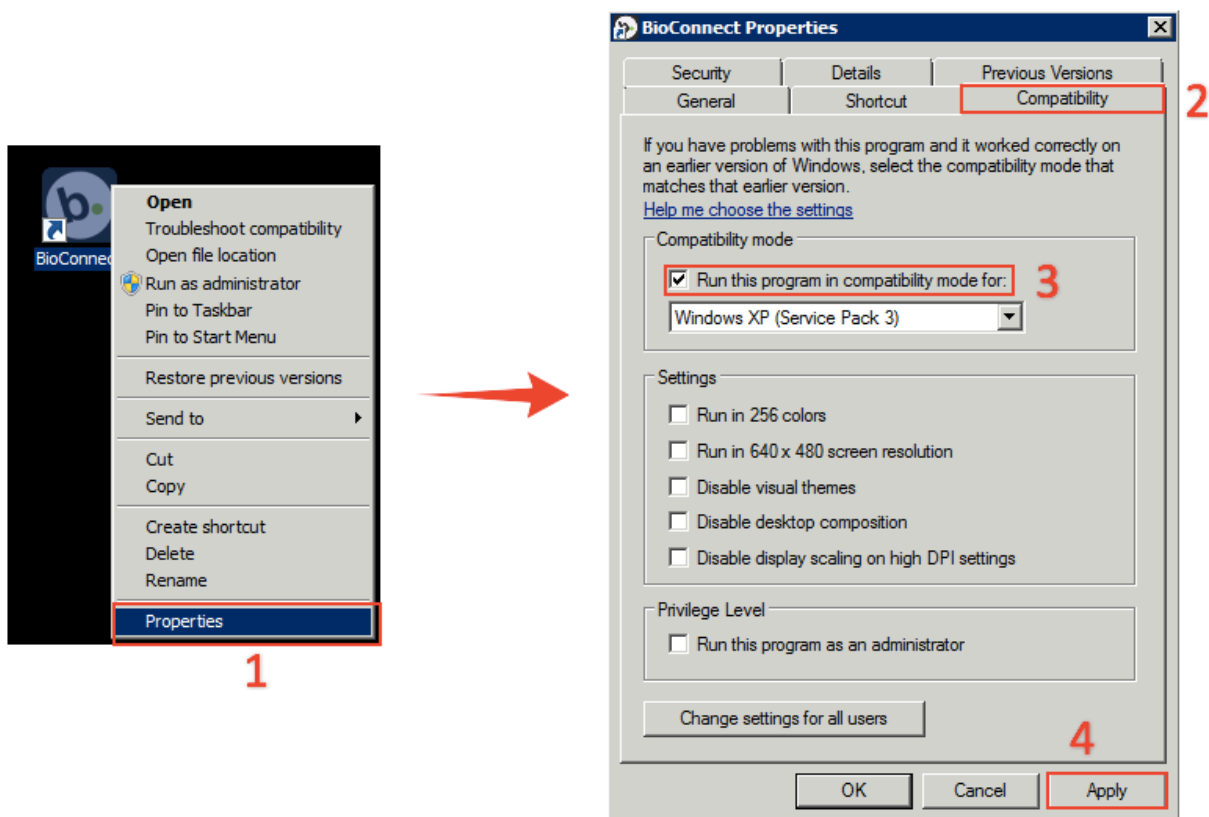 BioConnec
Open
Troubleshoot compatibility
Open file location
Run as administrator
Pin to Taskbar
Pin to Start Menu
Restore previous versions
Send to
Cut
Copy
Create shortcut
Delete
Rename
Properties
1
BioConnect Properties
Security Details Previous Versions
General Shortcut Compatibility
2
If you have problems with this program and it worked correctly on
an earlier version of Windows, select the compatibility mode that
matches that earlier version.
Help me choose the settings
Compatibility mode
Run this program in compatibility mode for:
3
Windows XP (Service Pack 3)
Settings
Run in 256 colors
Run in 640 x 480 screen resolution
Disable visual themes
Disable desktop composition
Disable display scaling on high DPI settings
Privilege Level
Run this program as an administrator
Change settings for all users
4
OK Cancel Apply